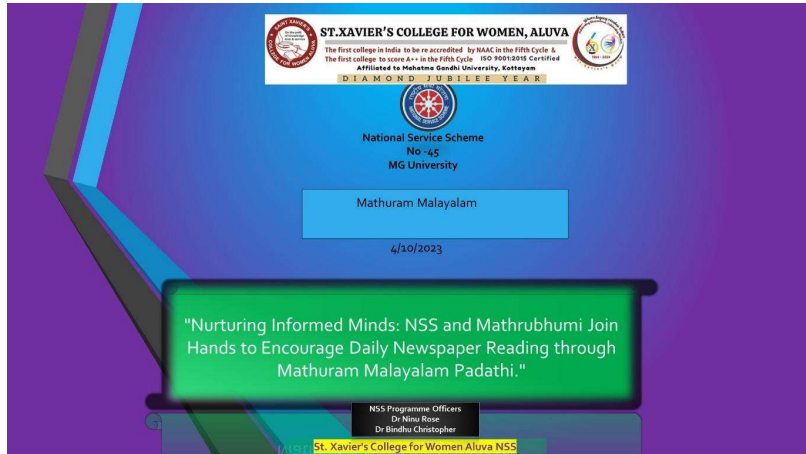 ST.XAVIER'S COLLEGE FOR WOMEN, ALUVA
The first college in India to be re accredited by NAAC in the Fifth Cycle &
The first college to score A++ in the Fifth Cycle ISO 9001:2015 Certified
Affiliated to Mahatma Gandhi University, Kottayam
DIAMOND JUBILEE YEAR
National Service Scheme
No -45
MG University
Mathuram Malayalam
4/10/2023
"Nurturing Informed Minds: NSS and Mathrubhumi Join
Hands to Encourage Daily Newspaper Reading through
Mathuram Malayalam Padathi."
NSS Programme Officers
Dr Ninu Rose
Dr Bindhu Christopher
St. Xavier's College for Women Aluva NSS